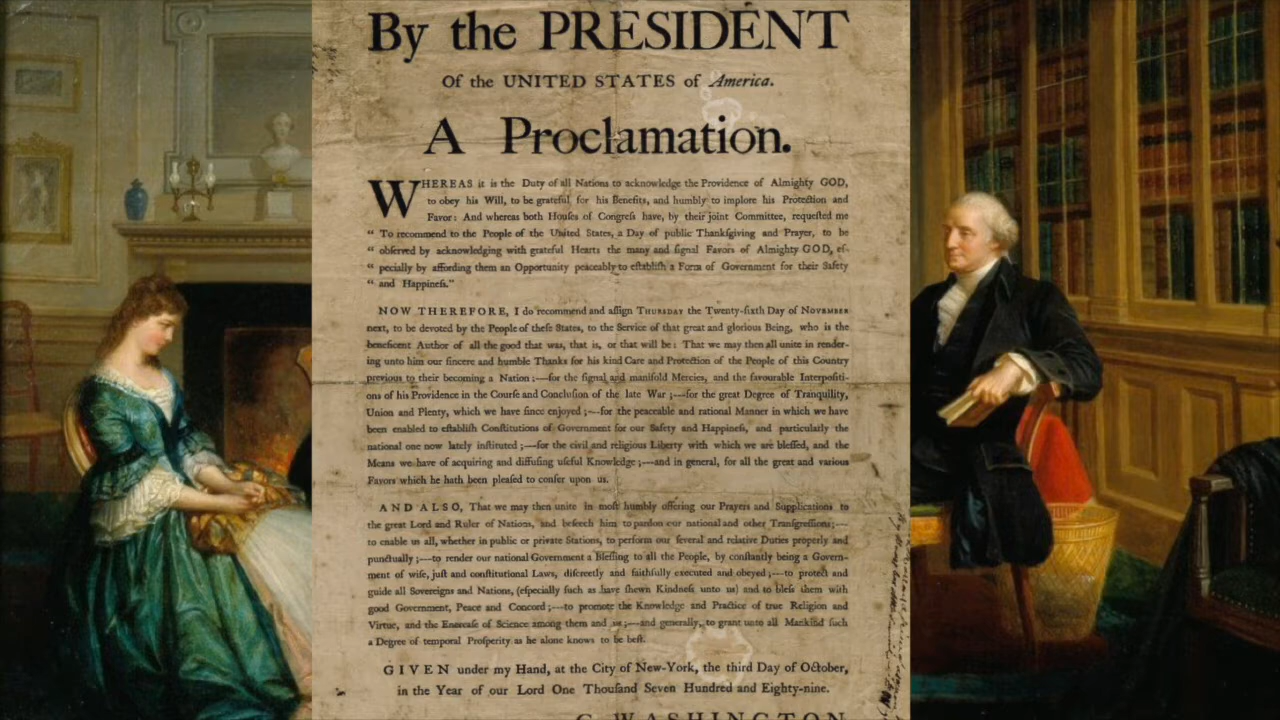 By the PRESIDENT
Of the UNITED STATES of America.
A Proclamation.
WHEREAS it is the Duty of all Nations to acknowledge the Providence of Almighty GOD,
to obey his Will, to be grateful for his Benefits, and humbly to implore his Protection and
Favor: And whereas both Houſes of Congreſs have, by their joint Committee, requeſted me
“ To recommend to the People of the United States, a Day of public Thankſgiving and Prayer, to be
“ obſerved by acknowledging with grateful Hearts the many and ſignal Favors of Almighty GOD, eſ-
“ pecially by affording them an Opportunity peaceably to eſtabliſh a Form of Government for their Safety
“ and Happineſs.”
NOW THEREFORE, I do recommend and aſſign THURSDAY the Twenty-ſixth Day of NOVEMBER
next, to be devoted by the People of theſe States, to the Service of that great and glorious Being, who is the
beneficent Author of all the good that was, that is, or that will be: That we may then all unite in render-
ing unto him our ſincere and humble Thanks for his kind Care and Protection of the People of this Country
previous to their becoming a Nation;—for the ſignal and manifold Mercies, and the favourable Interpoſiti-
ons of his Providence in the Courſe and Concluſion of the late War;—for the great Degree of Tranquility,
Union and Plenty, which we have ſince enjoyed;—for the peaceable and rational Manner in which we have
been enabled to eſtabliſh Conſtitutions of Government for our Safety and Happineſs, and particularly the
national one now lately inſtituted;—for the civil and religious Liberty with which we are bleſſed, and the
Means we have of acquiring and diffuſing uſeful Knowledge;—and in general, for all the great and various
Favors which he hath been pleaſed to confer upon us.
AND ALSO, That we may then unite in moſt humbly offering our Prayers and Supplications to
the great Lord and Ruler of Nations, and beſeech him to pardon our national and other Tranſgreſſions;—
to enable us all, whether in public or private Stations, to perform our ſeveral and relative Duties properly and
punctually;—to render our national Government a Bleſſing to all the People, by conſtantly being a Govern-
ment of wiſe, juſt and conſtitutional Laws, diſcreetly and faithfully executed and obeyed;—to protect and
guide all Sovereigns and Nations, (eſpecially ſuch as have ſhewn Kindneſs unto us) and to bleſs them with
good Government, Peace and Concord;—to promote the Knowledge and Practice of true Religion and
Virtue, and the Encreaſe of Science among them and us;—and generally, to grant unto all Mankind ſuch
a Degree of temporal Proſperity as he alone knows to be beſt.
GIVEN under my Hand, at the City of New-York, the third Day of October,
in the Year of our Lord One Thouſand Seven Hundred and Eighty-nine.
G. WASHINGTON